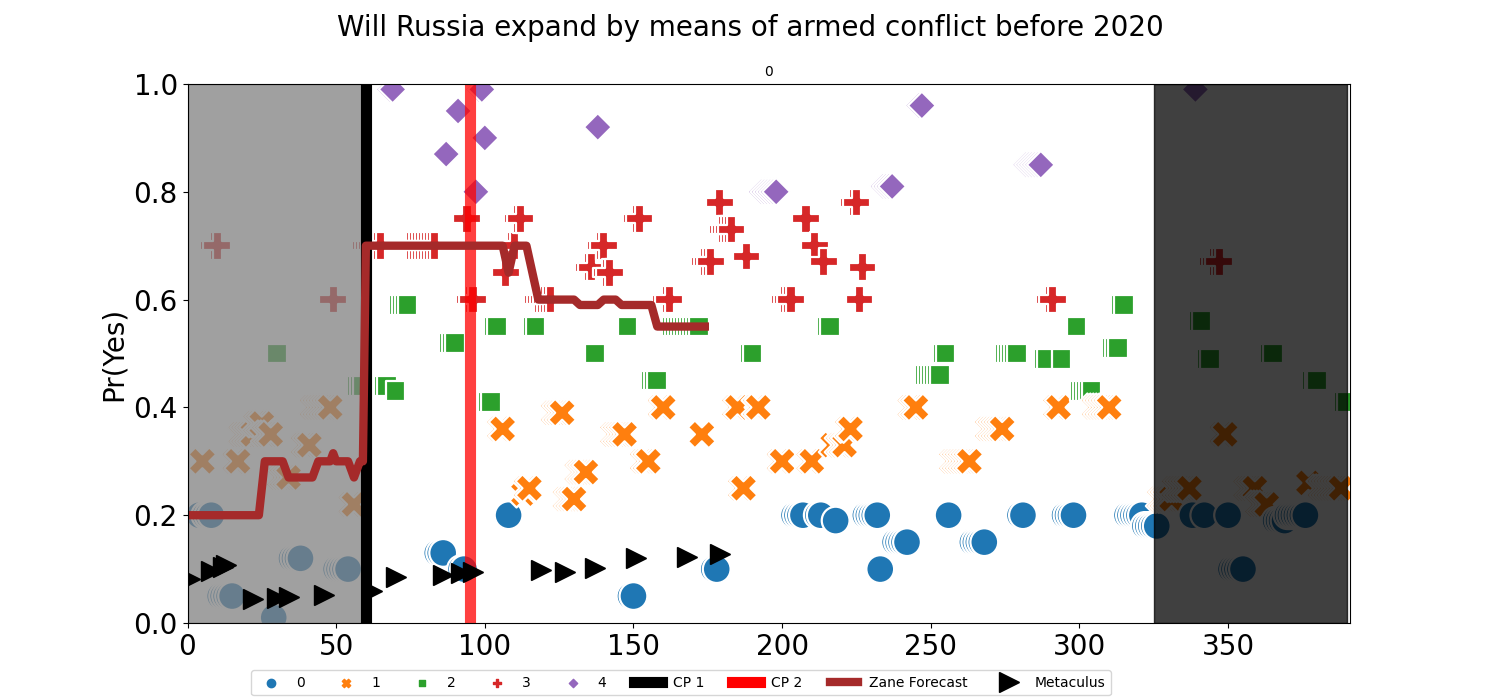 Will Russia expand by means of armed conflict before 2020
0
1.0
0.8
0.6
0.4
0.2
0.0
Pr(Yes)
0 50 100 150 200 250 300 350
0 1 2 3 4 CP 1 CP 2 Zane Forecast Metaculus